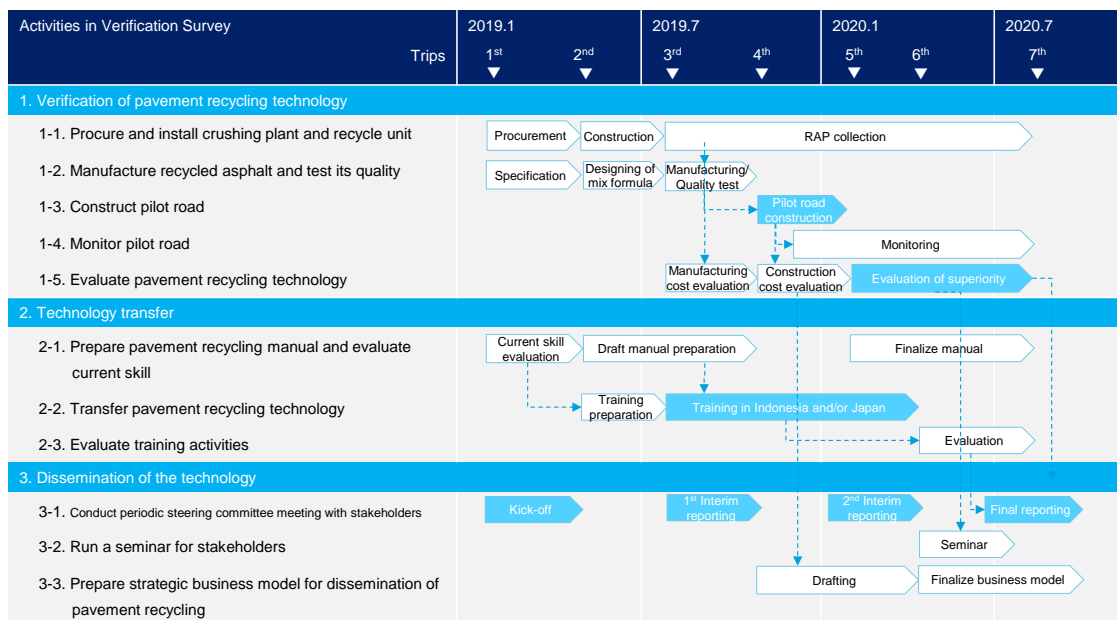 Activities in Verification Survey
2019.1
2019.7
2020.1
2020.7
Trips
1st
2nd
3rd
4th
5th
6th
7th
1. Verification of pavement recycling technology
1-1. Procure and install crushing plant and recycle unit
Procurement
Construction
RAP collection
1-2. Manufacture recycled asphalt and test its quality
Specification
Designing of
mix formula
Manufacturing/
Quality test
1-3. Construct pilot road
Pilot road
construction
1-4. Monitor pilot road
Monitoring
1-5. Evaluate pavement recycling technology
Manufacturing
cost evaluation
Construction
cost evaluation
Evaluation of superiority
2. Technology transfer
2-1. Prepare pavement recycling manual and evaluate
current skill
Current skill
evaluation
Draft manual preparation
Finalize manual
2-2. Transfer pavement recycling technology
Training
preparation
Training in Indonesia and/or Japan
2-3. Evaluate training activities
Evaluation
3. Dissemination of the technology
3-1. Conduct periodic steering committee meeting with stakeholders
Kick-off
1st Interim
reporting
2nd Interim
reporting
Final reporting
3-2. Run a seminar for stakeholders
Seminar
3-3. Prepare strategic business model for dissemination of
pavement recycling
Drafting
Finalize business model